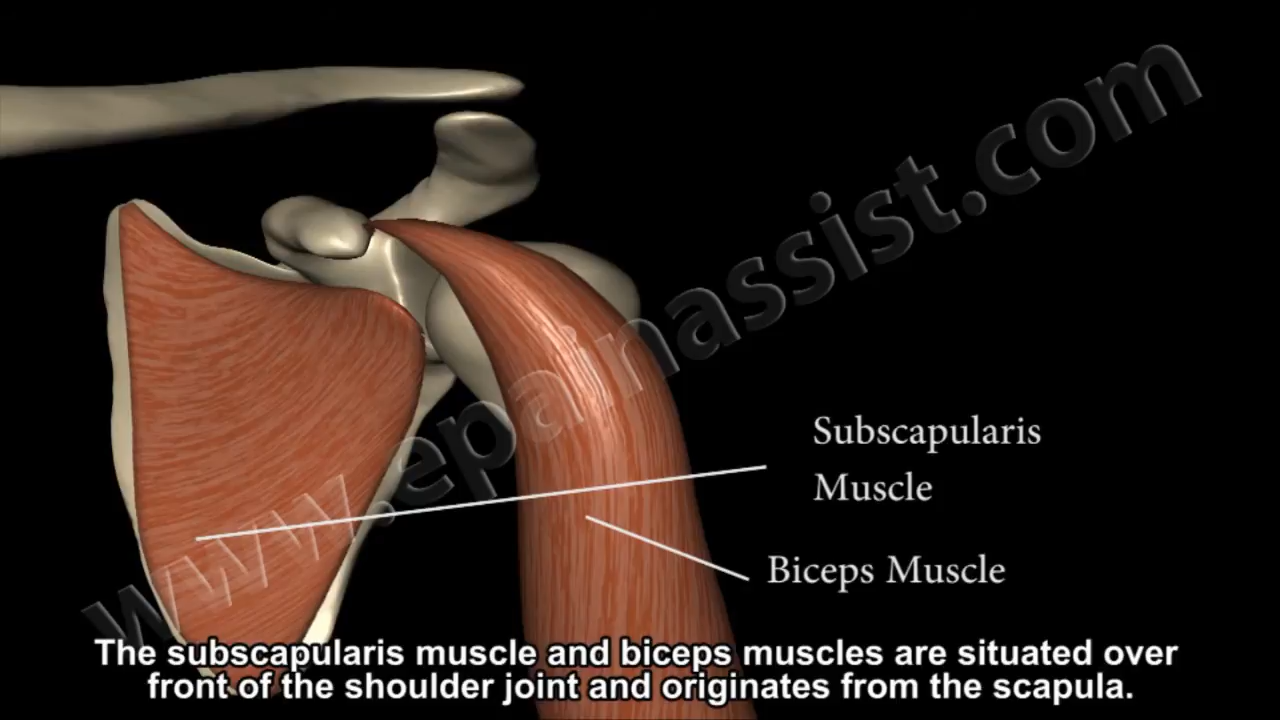 www.epainassist.com
Subscapularis
Muscle
Biceps Muscle
The subscapularis muscle and biceps muscles are situated over
front of the shoulder joint and originates from the scapula.